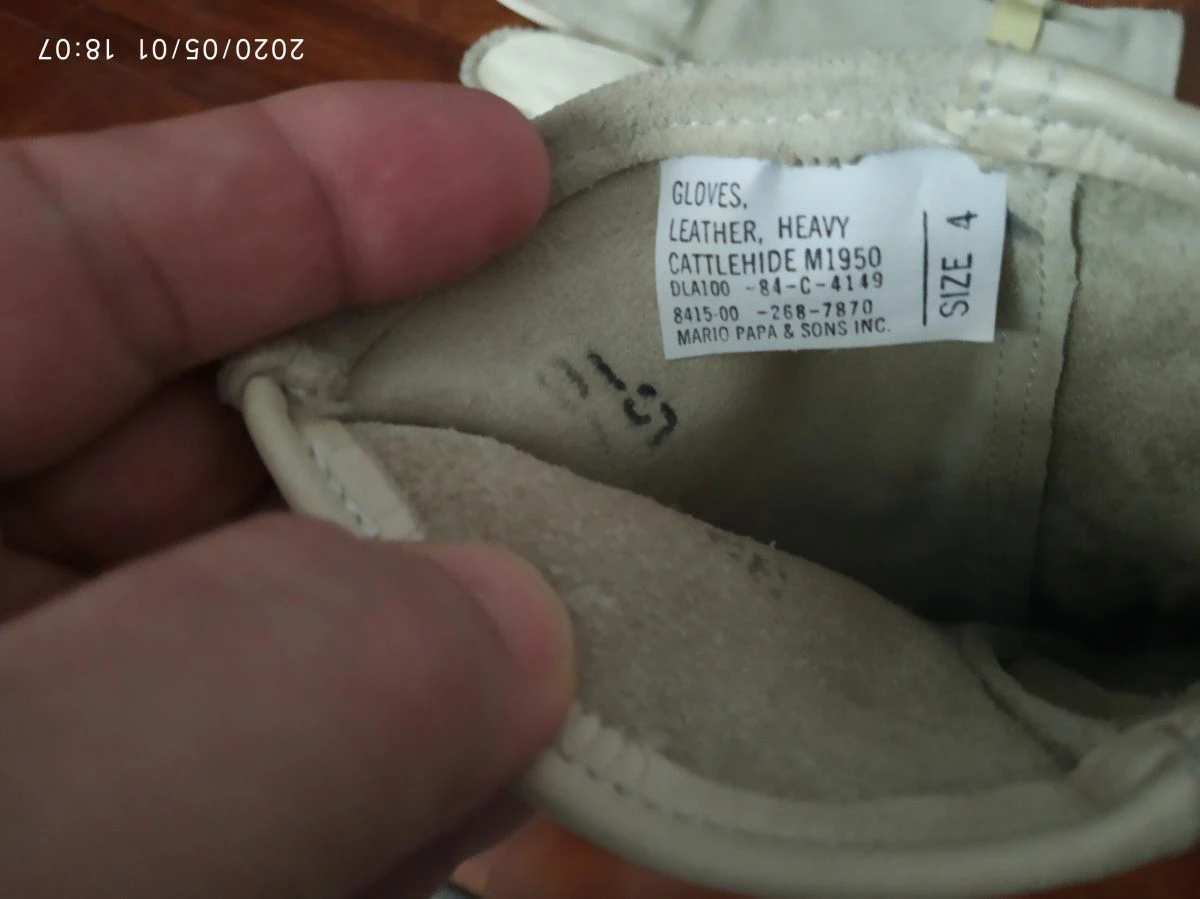 2020/05/01 18:07
GLOVES,
LEATHER, HEAVY
CATTLEHIDE M1950
DLA100 -84-C-4149
8415-00 -268-7870
MARIO PAPA & SONS INC.
SIZE 4